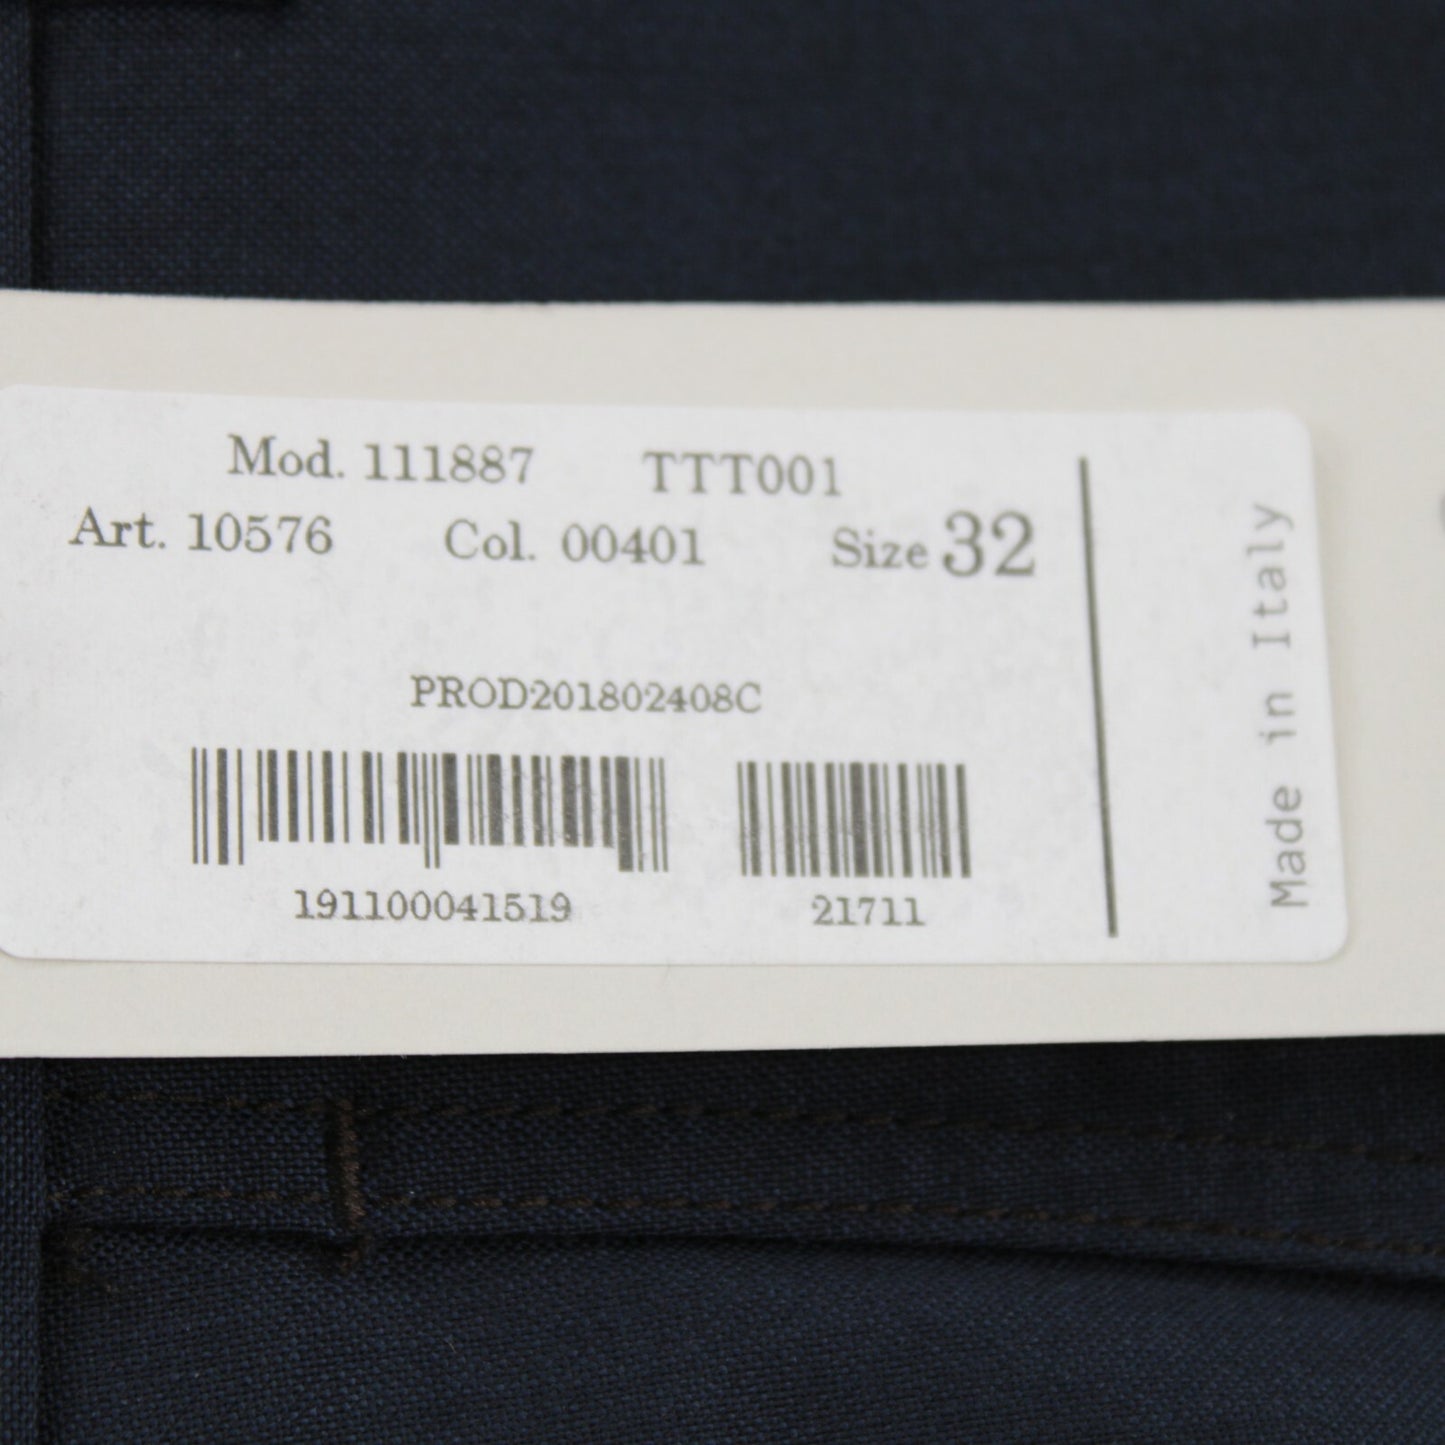 Mod. 111887 TTT001
Art. 10576 Col. 00401 Size 32
PROD201802408C
191100041519 21711
Made in Italy